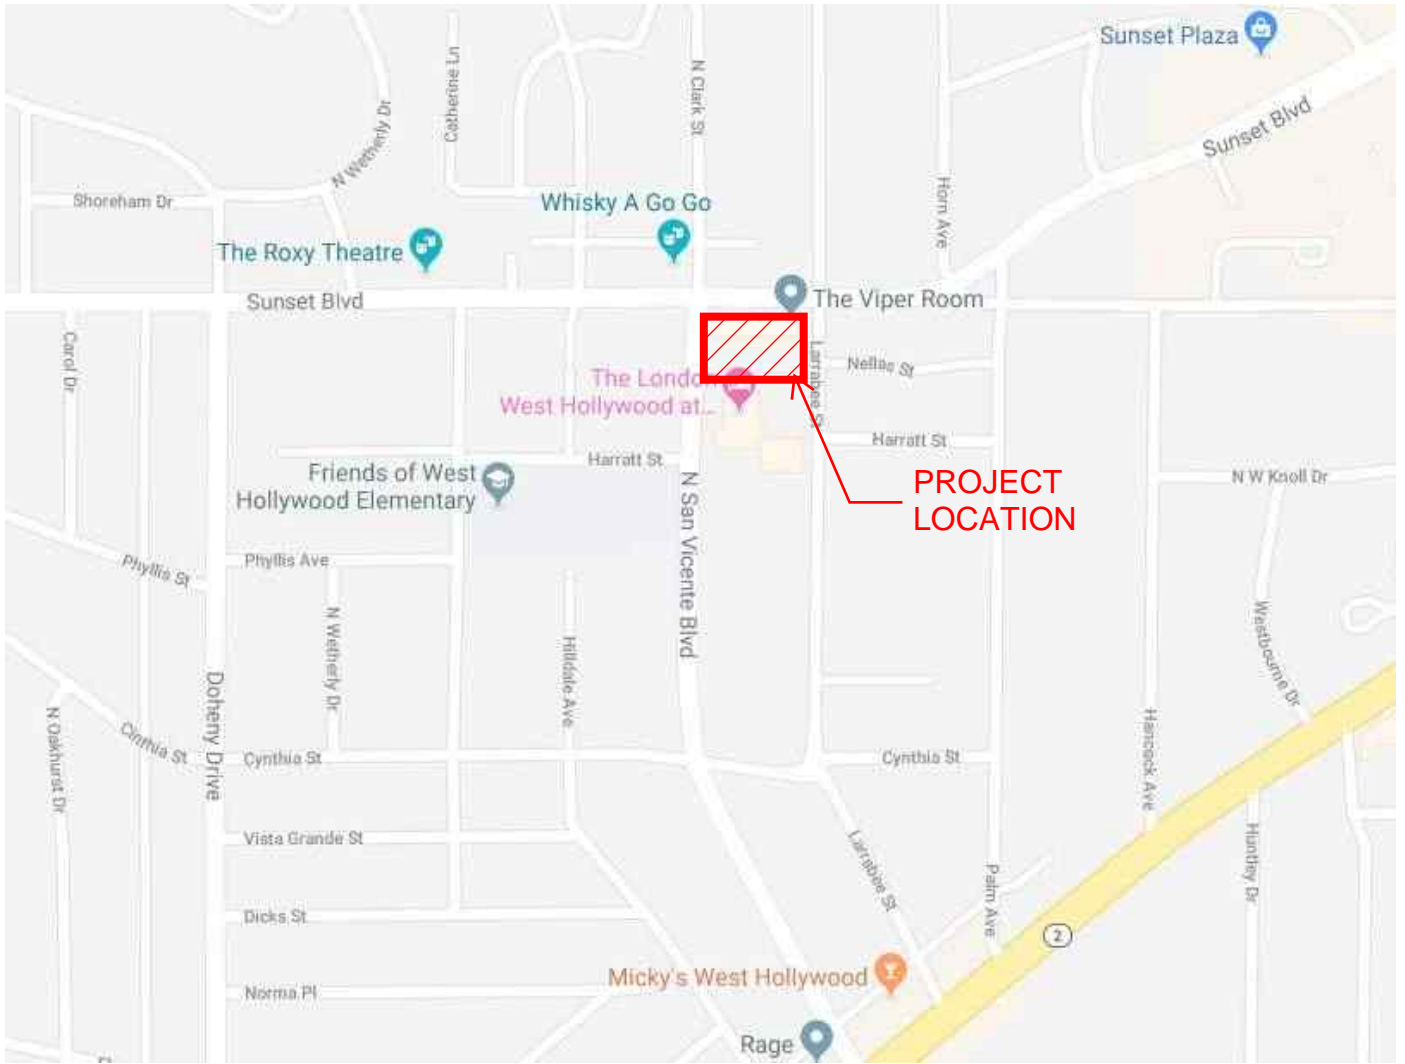 Sunset Plaza
Catherine Ln
N Clark St
N Wetherly Dr
Sunset Blvd
Shoreham Dr
Whisky A Go Go
Horn Ave
The Roxy Theatre
Sunset Blvd
The Viper Room
Carol Dr
Larrabee St
Nellas St
The London
West Hollywood at...
Harratt St
Harratt St
Friends of West
Hollywood Elementary
N W Knoll Dr
PROJECT
LOCATION
N San Vicente Blvd
Phyllis St
Phyllis Ave
N Wetherly Dr
Hilldale Ave
Westbourne Dr
Doheny Drive
N Oakhurst Dr
Cinthia St
Cynthia St
Cynthia St
Hancock Ave
Vista Grande St
Larrabee St
Huntley Dr
Palm Ave
Dicks St
2
Micky's West Hollywood
Norma Pl
Rage